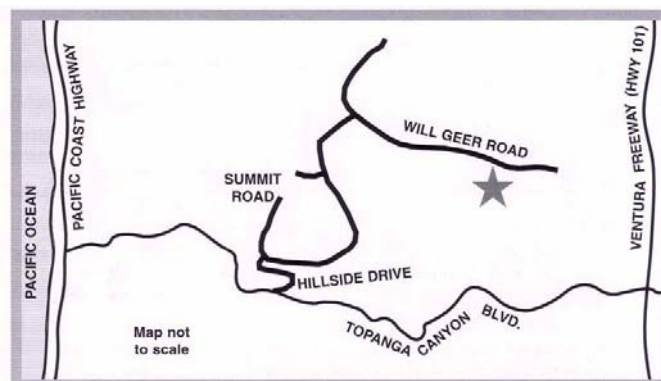 PACIFIC OCEAN
PACIFIC COAST HIGHWAY
VENTURA FREEWAY (HWY 101)
WILL GEER ROAD
SUMMIT
ROAD
HILLSIDE DRIVE
TOPANGA CANYON BLVD.
Map not
to scale